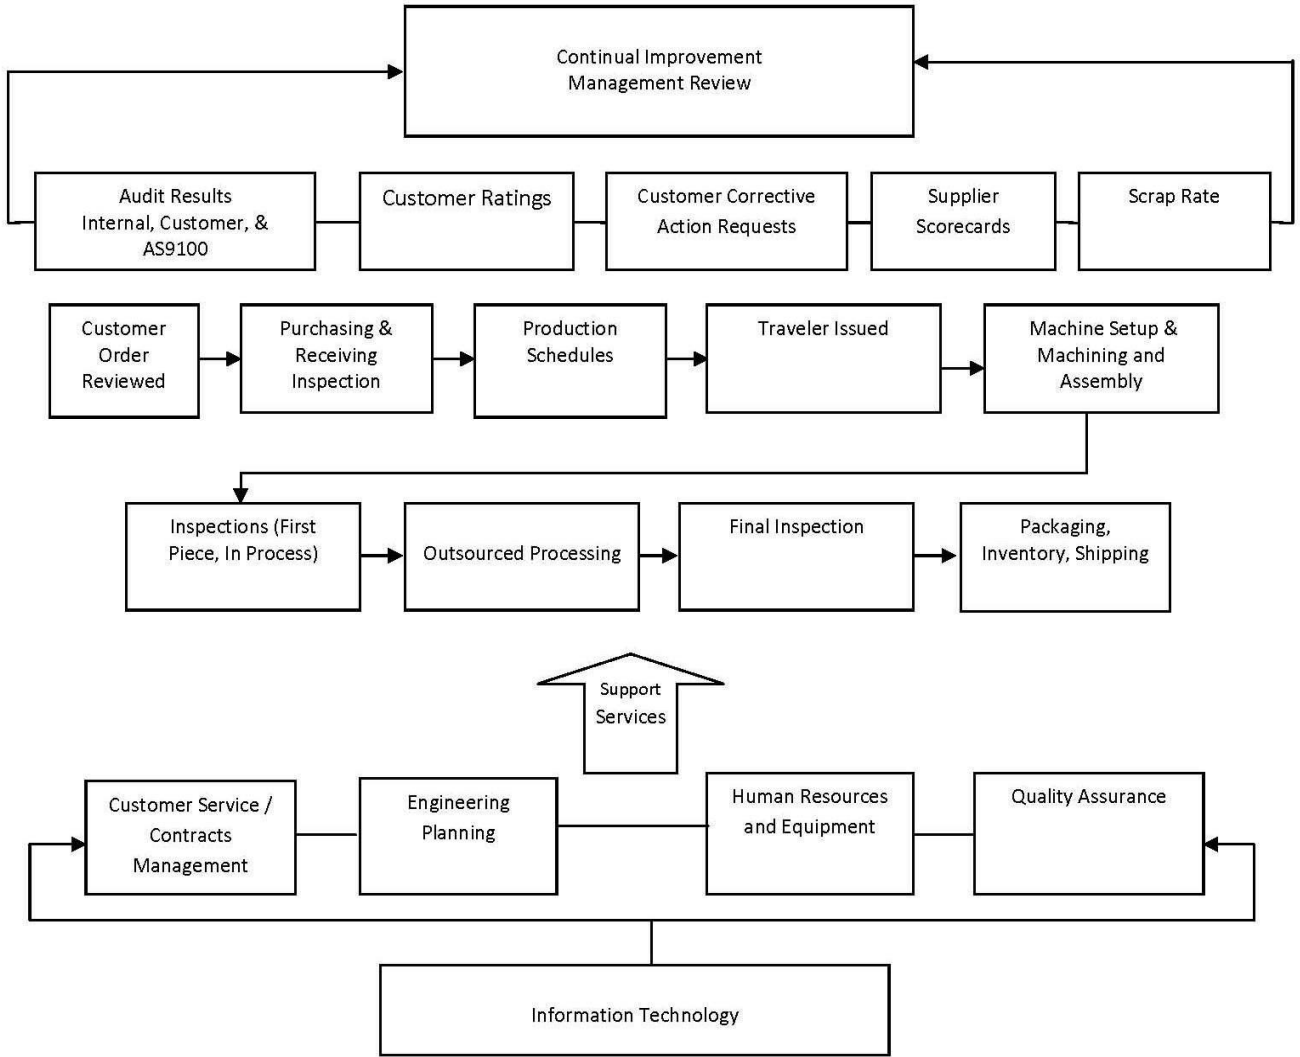 Continual Improvement
Management Review
Audit Results
Internal, Customer, &
AS9100
Customer Ratings
Customer Corrective
Action Requests
Supplier
Scorecards
Scrap Rate
Customer
Order
Reviewed
Purchasing &
Receiving
Inspection
Production
Schedules
Traveler Issued
Machine Setup &
Machining and
Assembly
Inspections (First
Piece, In Process)
Outsourced Processing
Final Inspection
Packaging,
Inventory, Shipping
Support
Services
Customer Service /
Contracts
Management
Engineering
Planning
Human Resources
and Equipment
Quality Assurance
Information Technology